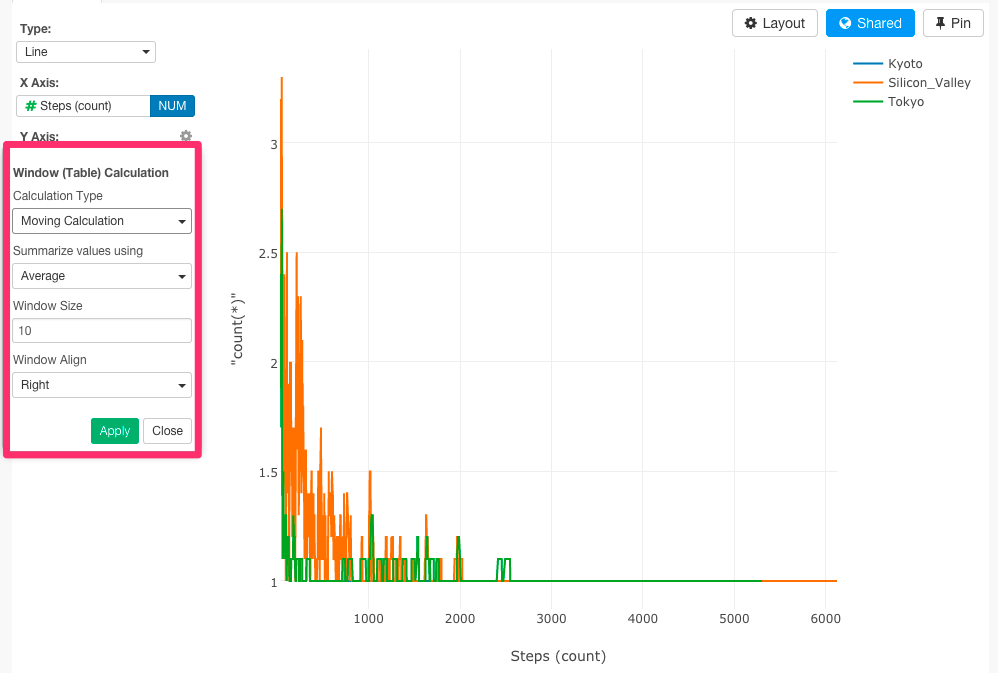 Type:
Line
X Axis:
# Steps (count) NUM
Y Axis:
Window (Table) Calculation
Calculation Type
Moving Calculation
Summarize values using
Average
Window Size
10
Window Align
Right
Apply Close
Layout Shared Pin
Kyoto
Silicon_Valley
Tokyo
"count(*)"
3
2.5
2
1.5
1
1000 2000 3000 4000 5000 6000
Steps (count)